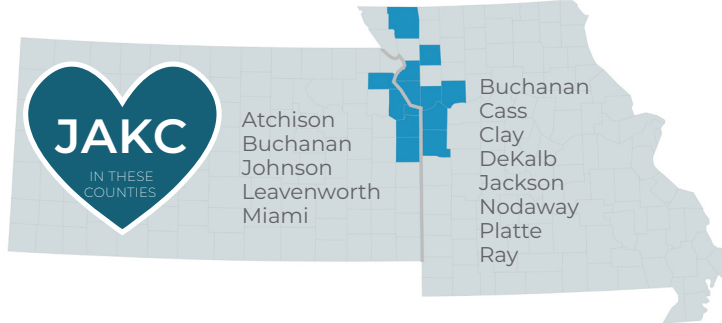 JAKC
IN THESE
COUNTIES
Atchison
Buchanan
Johnson
Leavenworth
Miami
Buchanan
Cass
Clay
DeKalb
Jackson
Nodaway
Platte
Ray